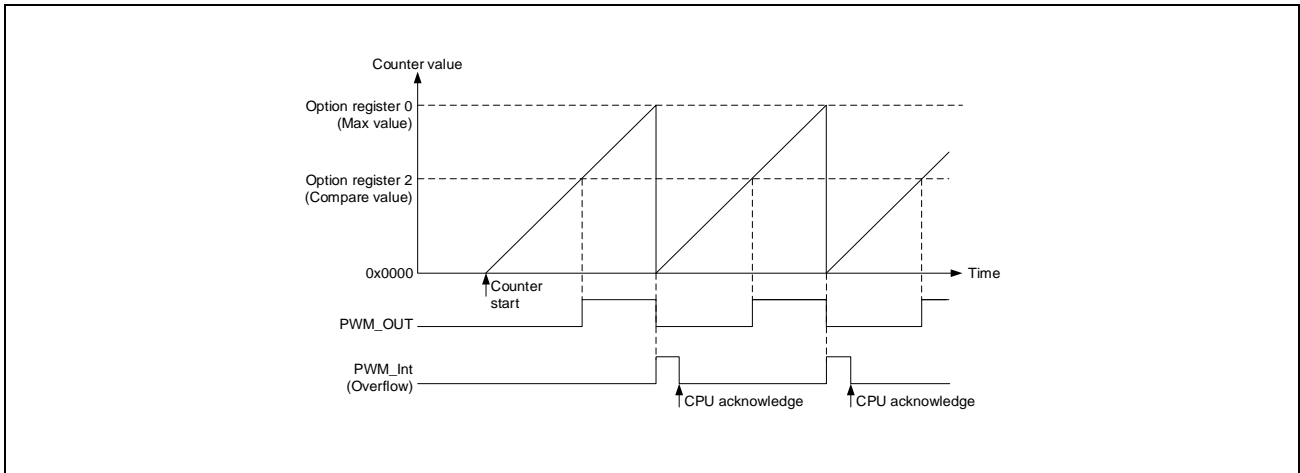 Counter value
Option register 0
(Max value)
Option register 2
(Compare value)
0x0000
Time
Counter
start
PWM_OUT
PWM_Int
(Overflow)
CPU acknowledge
CPU acknowledge